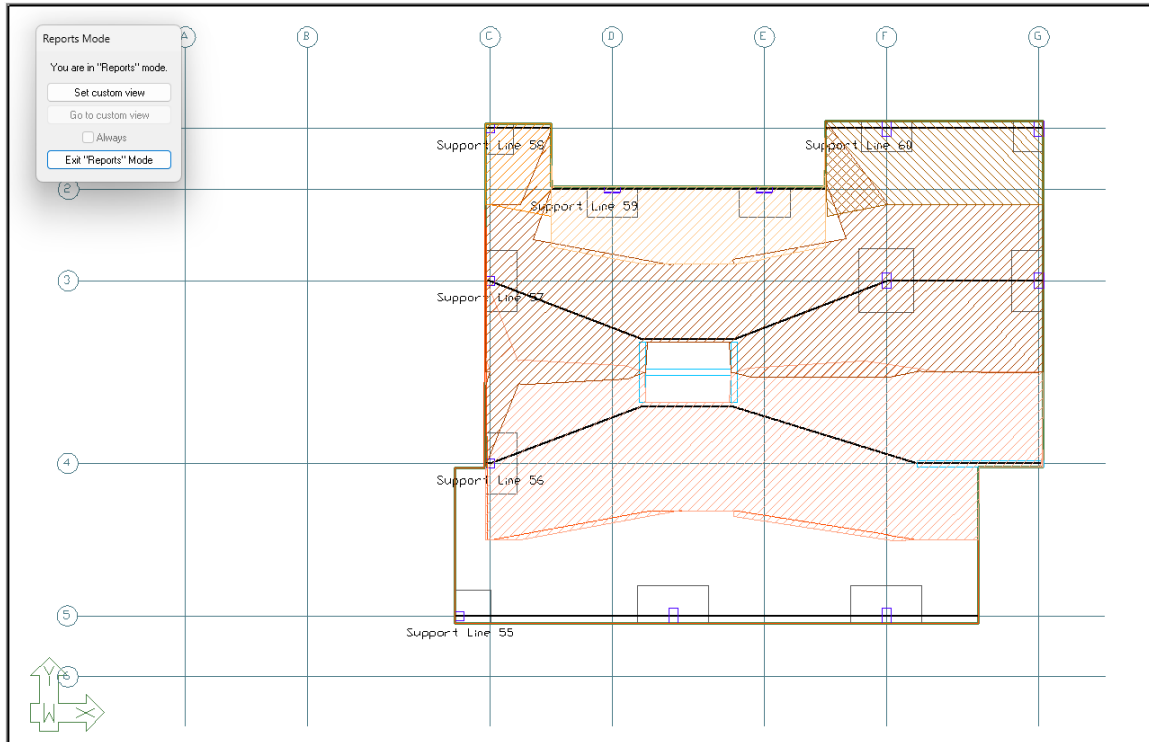 Reports Mode
You are in "Reports" mode.
Set custom view
Go to custom view
Always
Exit "Reports" Mode
A
B
C
D
E
F
G
Support Line 58
Support Line 60
2
Support Line 59
3
Support Line 57
4
Support Line 56
5
Support Line 55
6
Y
W
X